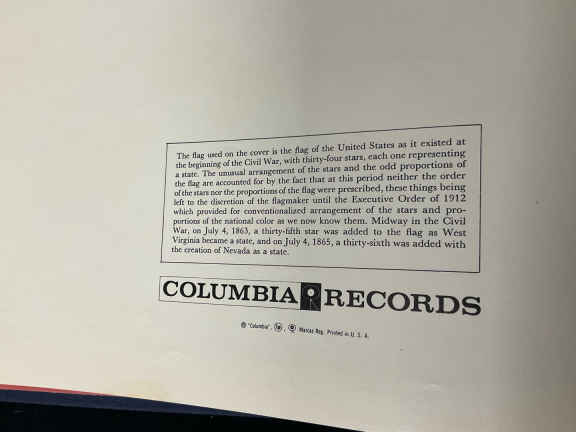 The flag used on the cover is the flag of the United States as it existed at
the beginning of the Civil War, with thirty-four stars, each one representing
a state. The unusual arrangement of the stars and the odd proportions of
the flag are accounted for by the fact that at this period neither the order
of the stars nor the proportions of the flag were prescribed, these things being
left to the discretion of the flagmaker until the Executive Order of 1912
which provided for conventionalized arrangement of the stars and pro-
portions of the national color as we now know them. Midway in the Civil
War, on July 4, 1863, a thirty-fifth star was added to the flag as West
Virginia became a state, and on July 4, 1865, a thirty-sixth was added with
the creation of Nevada as a state.
COLUMBIA RECORDS
® "Columbia", Marcas Reg. Printed in U. S. A.